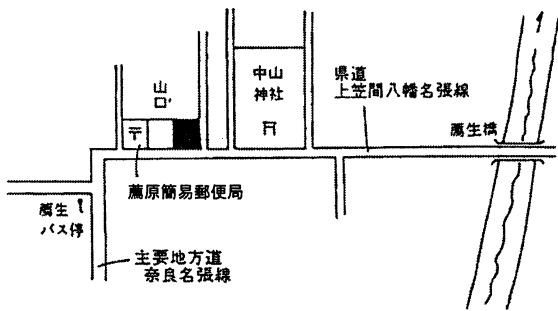 山
口
中山
神社
〒
県道
上笠間八幡名張線
薦生橋
薦原簡易郵便局
薦生
バス停
主要地方道
奈良名張線